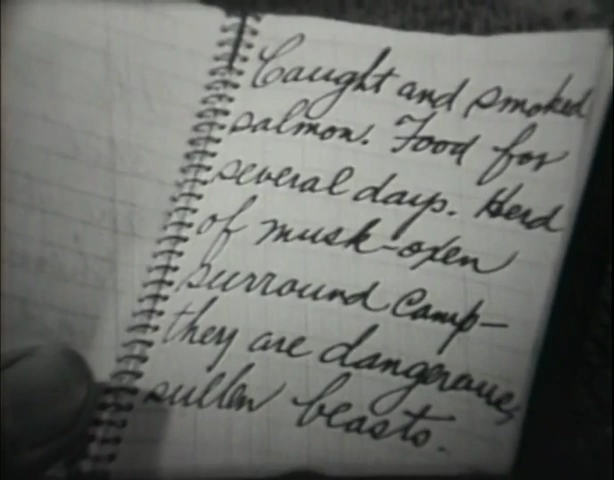 Caught and smoked
salmon. Food for
several days. Herd
of musk-oxen
surround camp—
they are dangerous,
sullen beasts.